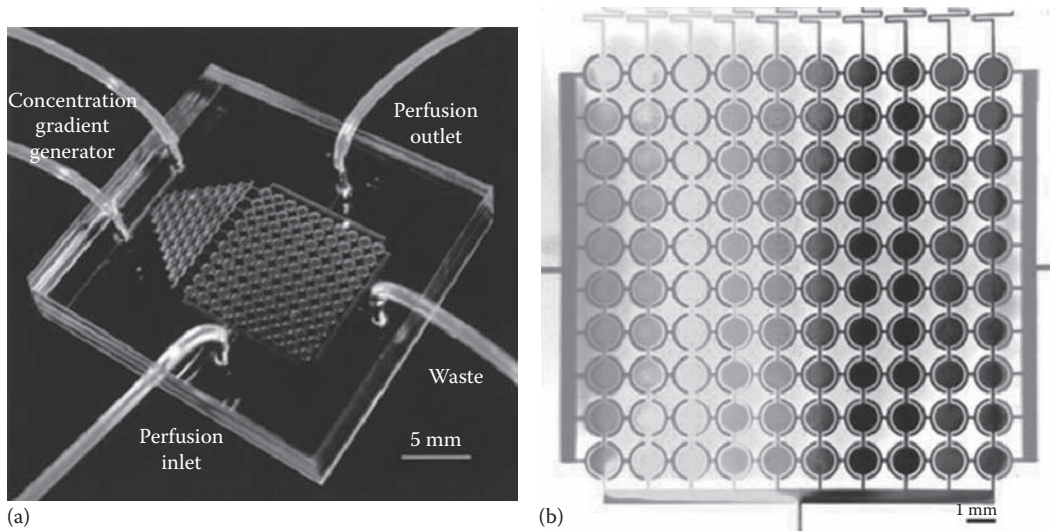 Concentration
gradient
generator
Perfusion
outlet
Waste
Perfusion
inlet
5 mm
(a)
1 mm
(b)